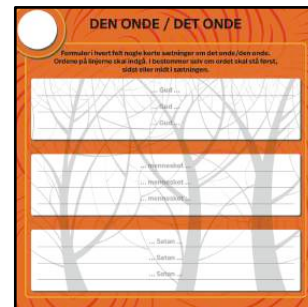 DEN ONDE / DET ONDE
Formuler i hvert felt nogle korte sætninger om det onde/den onde.
Ordene på linjerne skal indgå. I bestemmer selv om ordet skal stå først,
sidst eller midt i sætningen.
... Gud ...
... Gud ...
... Gud ...
... mennesket ...
... mennesket ...
... mennesket ...
... Satan ...
... Satan ...
... Satan ...